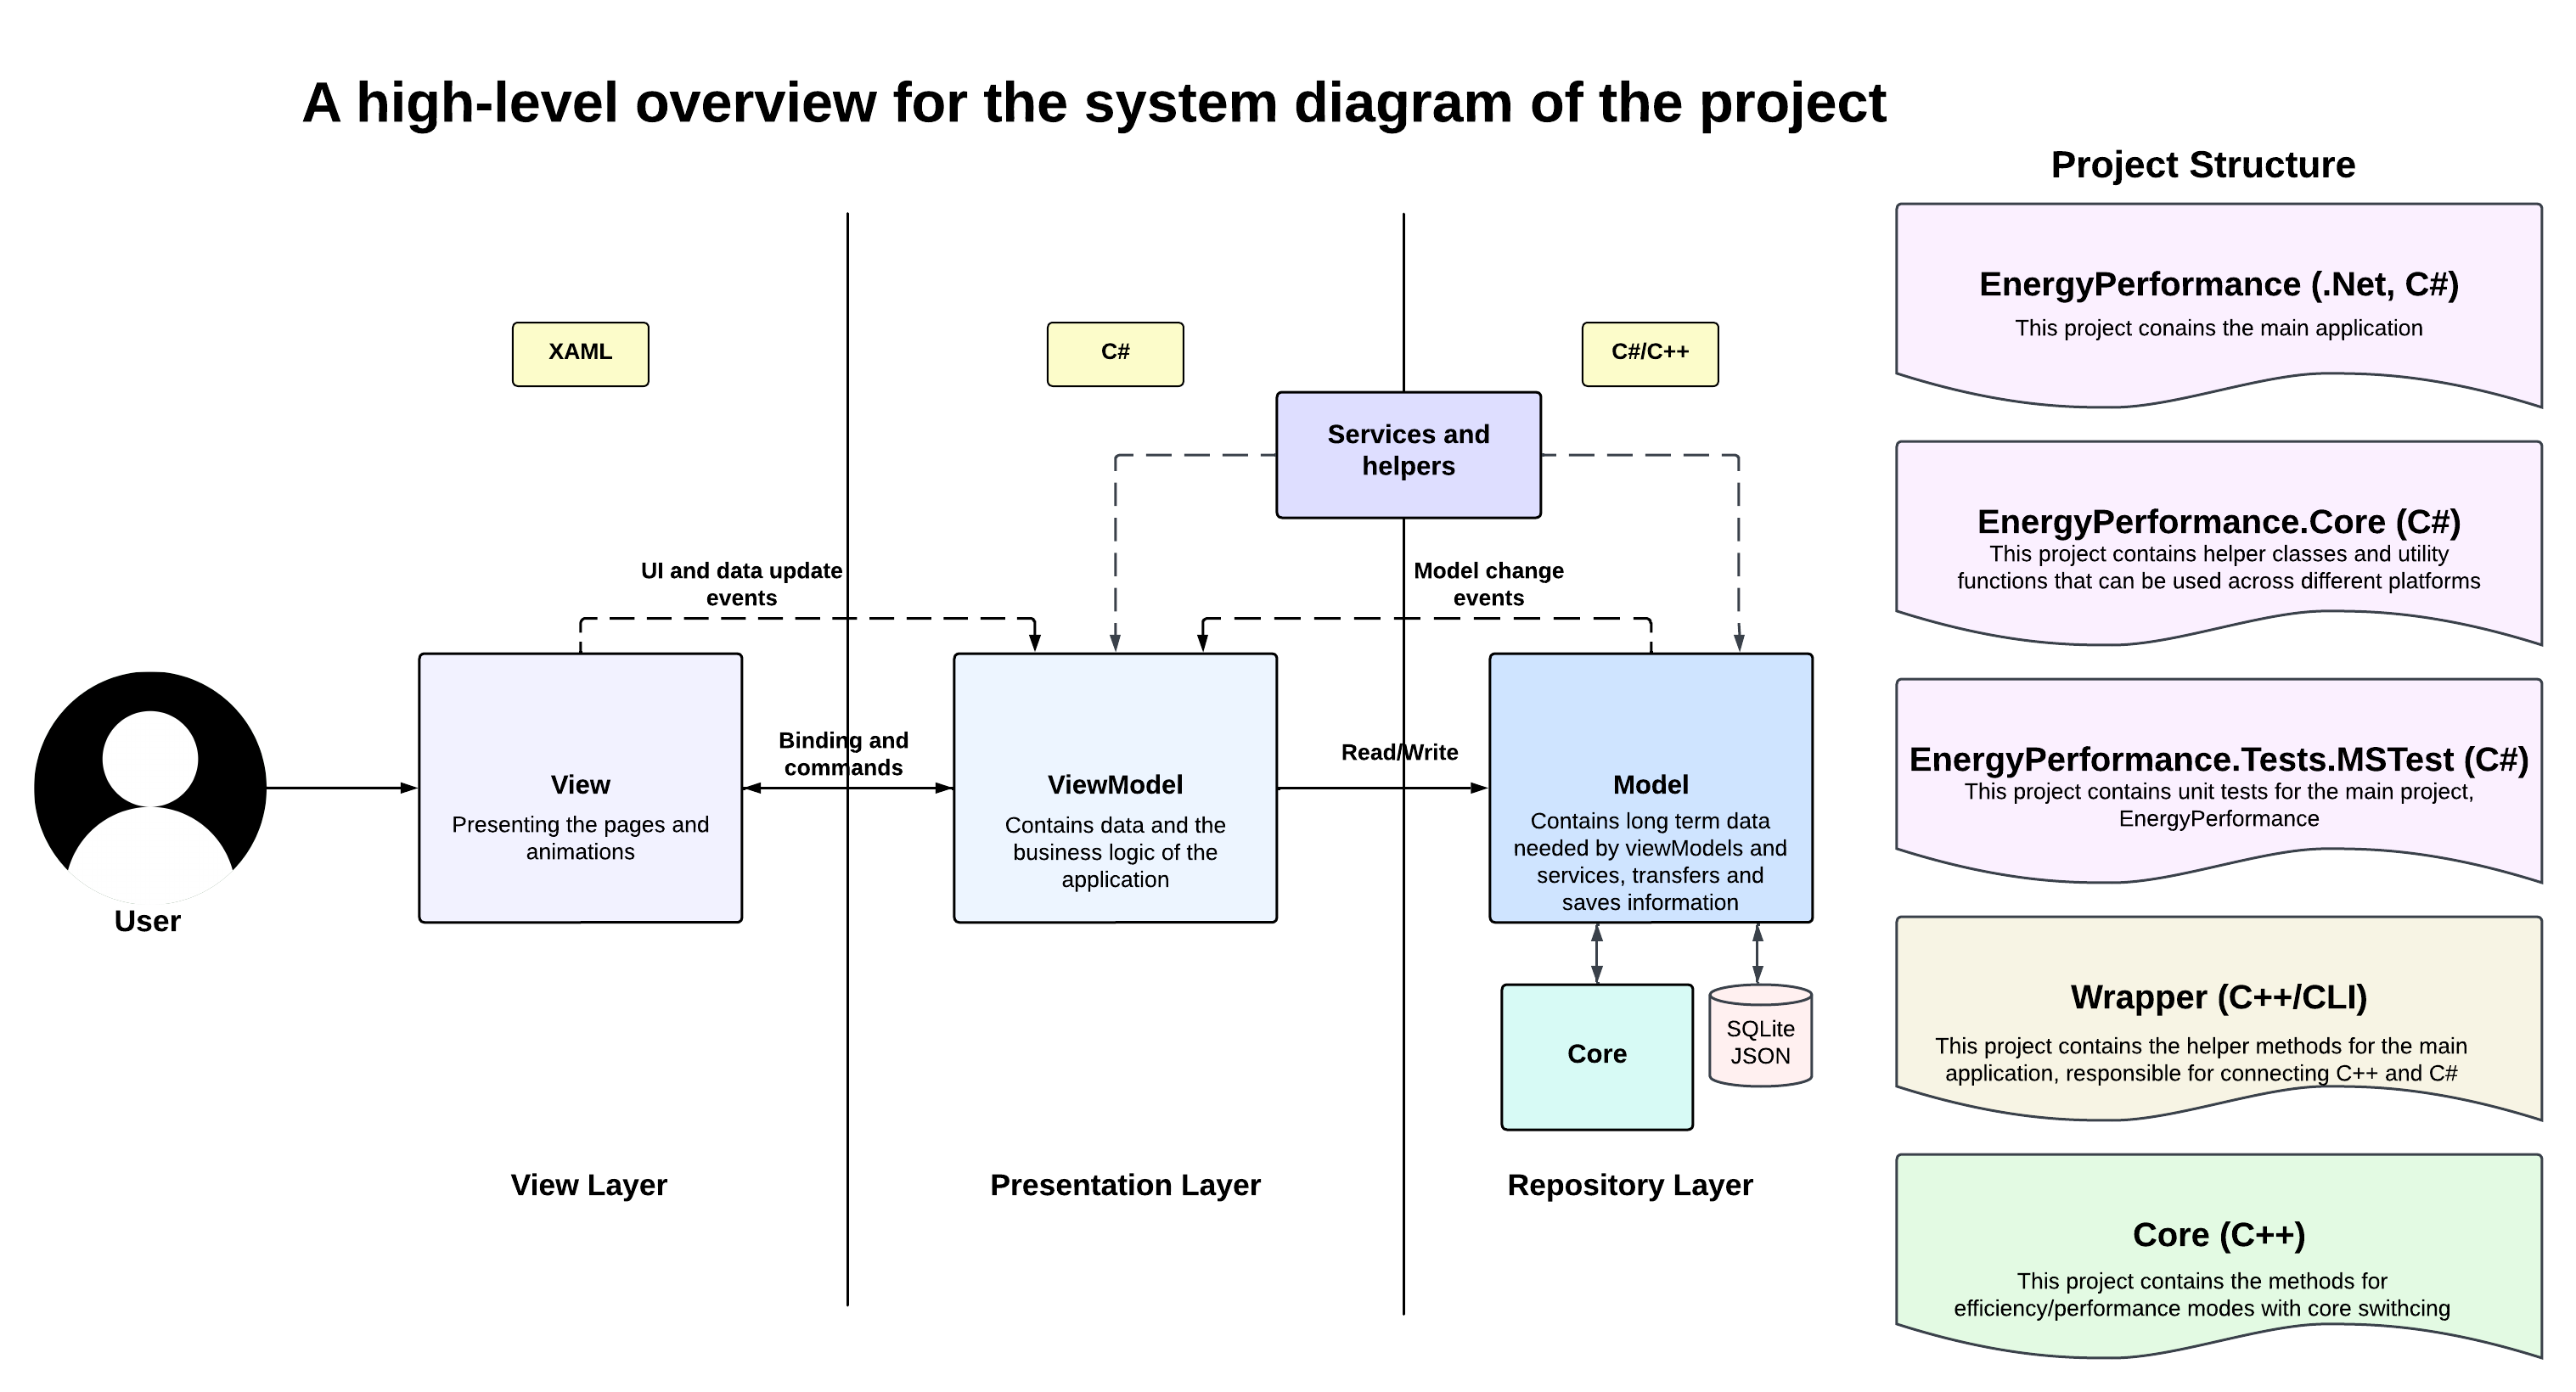 A high-level overview for the system diagram of the project
XAML
C#
C#/C++
Services and
helpers
UI and data update
events
Model change
events
Binding and
commands
Read/Write
User
View
Presenting the pages and
animations
ViewModel
Contains data and the
business logic of the
application
Model
Contains long term data
needed by viewModels and
services, transfers and
saves information
Core
SQLite
JSON
View Layer
Presentation Layer
Repository Layer
Project Structure
EnergyPerformance (.Net, C#)
This project conains the main application
EnergyPerformance.Core (C#)
This project contains helper classes and utility
functions that can be used across different platforms
EnergyPerformance.Tests.MSTest (C#)
This project contains unit tests for the main project,
EnergyPerformance
Wrapper (C++/CLI)
This project contains the helper methods for the main
application, responsible for connecting C++ and C#
Core (C++)
This project contains the methods for
efficiency/performance modes with core swithcing